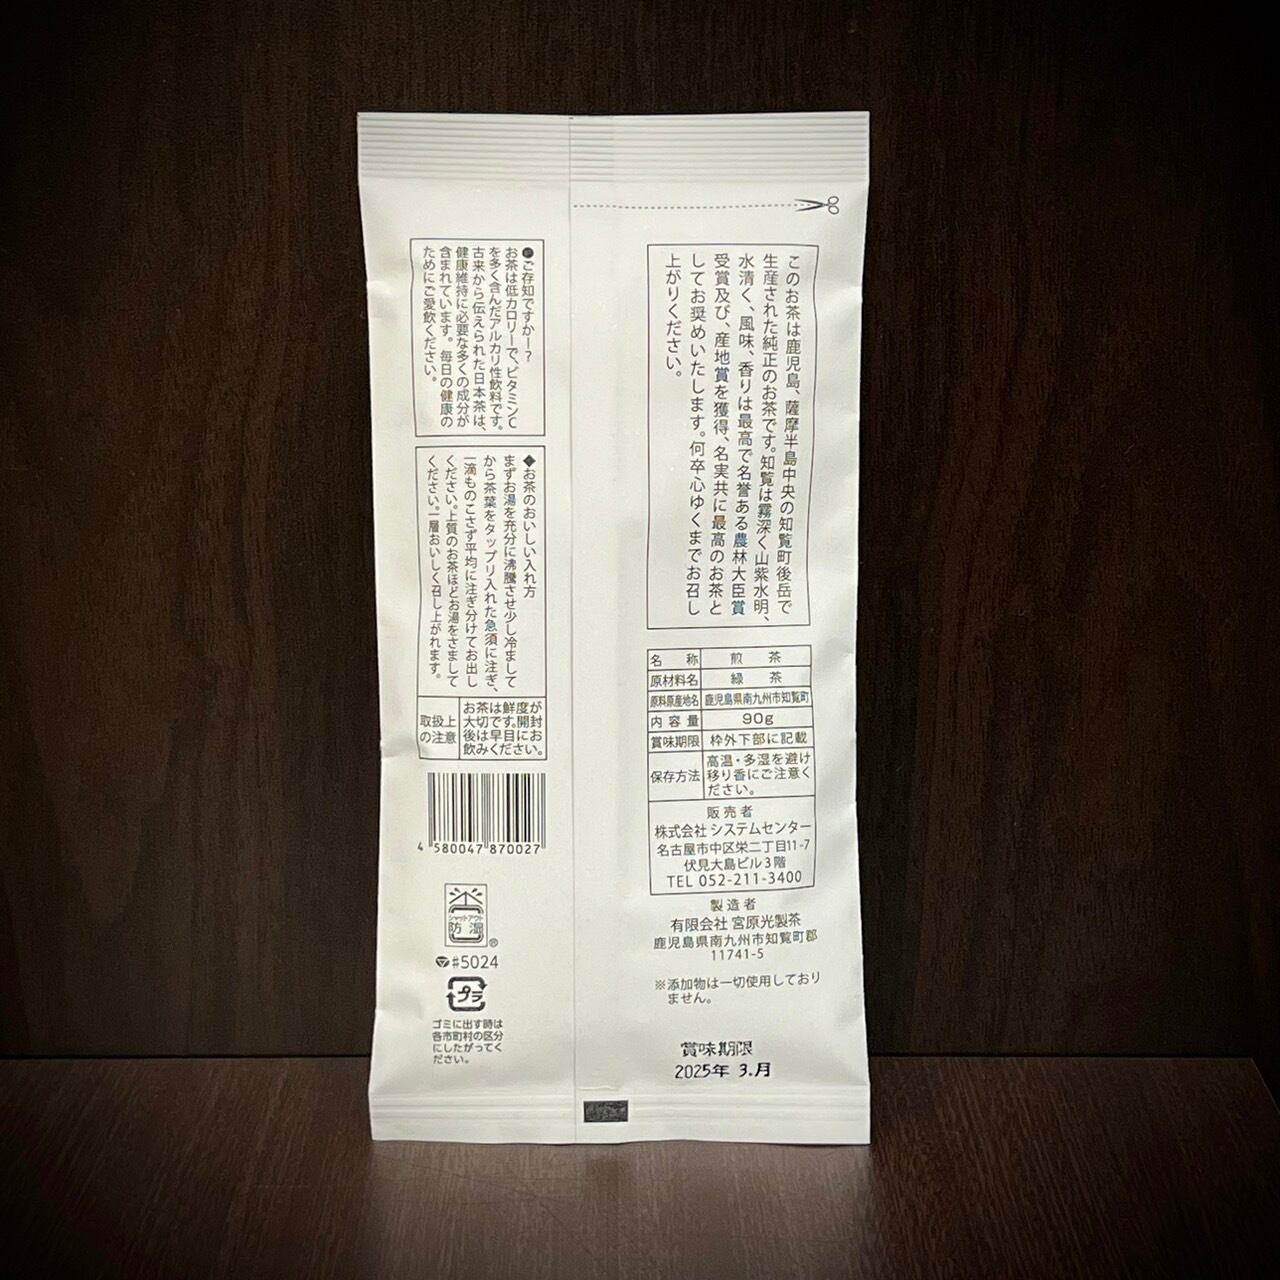 このお茶は鹿児島、薩摩半島中央の知覧町後岳で
生産された純正のお茶です。知覧は霧深く山紫水明、
水清く、風味、香りは最高で名誉ある農林大臣賞
受賞及び、産地賞を獲得、名実共に最高のお茶と
してお奨めいたします。何卒心ゆくまでお召し
上がりください。
名称 煎茶
原材料名 緑茶
原料原産地名 鹿児島県南九州市知覧町
内容量 90g
賞味期限 枠外下部に記載
保存方法 高温・多湿を避け
移り香にご注意く
ださい。
販売者
株式会社 システムセンター
名古屋市中区栄二丁目11-7
伏見大島ビル3階
TEL 052-211-3400
製造者
有限会社 宮原光製茶
鹿児島県南九州市知覧町郡
11741-5
※添加物は一切使用しており
ません。
賞味期限
2025年 3.月
●ご存知ですかー?
お茶は低カロリーで、ビタミンC
を多く含んだアルカリ性飲料です。
古来から伝えられた日本茶は、
健康維持に必要な多くの成分が
含まれています。毎日の健康の
ためにご愛飲ください。
◆お茶のおいしい入れ方
まずお湯を充分に沸騰させ少し冷まして
から茶葉をタップリ入れた急須に注ぎ、
一滴ものこさず平均に注ぎ分けてお出し
ください。上質のお茶ほどお湯をさまして
ください。一層おいしく召し上がれます。
取扱上
の注意
お茶は鮮度が
大切です。開封
後は早目にお
飲みください。
4 580047 870027
シャットアウト
防湿
®
#5024
プラ
ゴミに出す時は
各市町村の区分
にしたがってく
ださい。